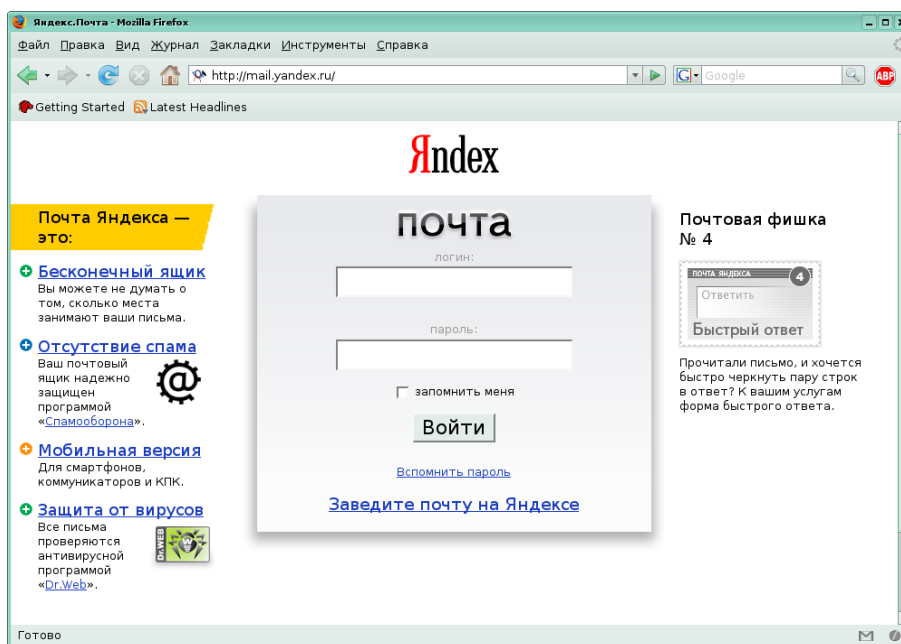 Яндекс.Почта - Mozilla Firefox
Файл Правка Вид Журнал Закладки Инструменты Справка
http://mail.yandex.ru/
G
Google
ABP
Getting Started
Latest Headlines
Яndex
Почта Яндекса —
это:
Бесконечный ящик
Вы можете не думать о
том, сколько места
занимают ваши письма.
Отсутствие спама
Ваш почтовый
ящик надежно
защищен
программой
«Спамооборона».
@
Мобильная версия
Для смартфонов,
коммуникаторов и КПК.
Защита от вирусов
Все письма
проверяются
антивирусной
программой
«Dr.Web».
Dr.WEB
почта
логин:
пароль:
запомнить меня
Войти
Вспомнить пароль
Заведите почту на Яндексе
Почтовая фишка
№ 4
ПОЧТА ЯНДЕКСА
4
Ответить
Быстрый ответ
Прочитали письмо, и хочется
быстро черкнуть пару строк
в ответ? К вашим услугам
форма быстрого ответа.
Готово